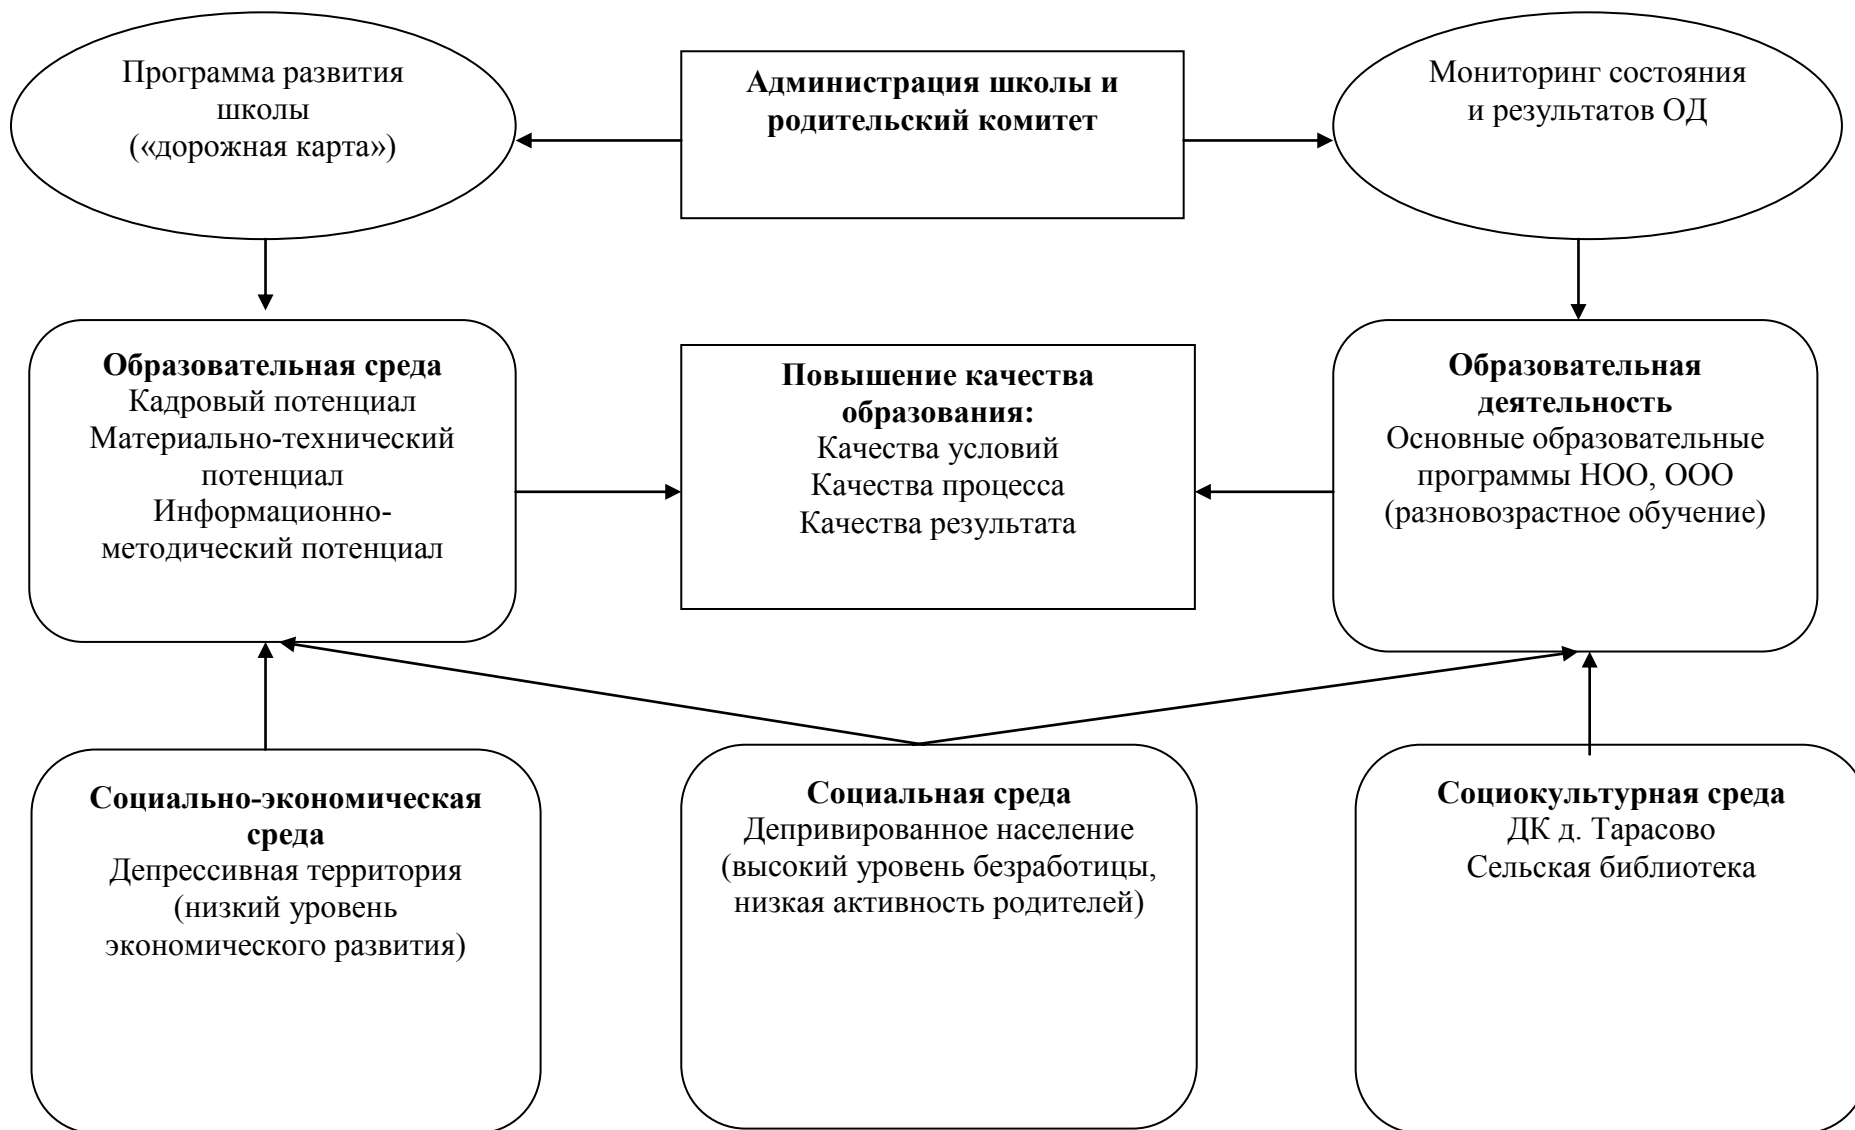 Программа развития
школы
(«дорожная карта»)
Администрация школы и
родительский комитет
Мониторинг состояния
и результатов ОД
Образовательная среда
Кадровый потенциал
Материально-технический
потенциал
Информационно-
методический потенциал
Повышение качества
образования:
Качества условий
Качества процесса
Качества результата
Образовательная
деятельность
Основные образовательные
программы НОО, ООО
(разновозрастное обучение)
Социально-экономическая
среда
Депрессивная территория
(низкий уровень
экономического развития)
Социальная среда
Депривированное население
(высокий уровень безработицы,
низкая активность родителей)
Социокультурная среда
ДК д. Тарасово
Сельская библиотека